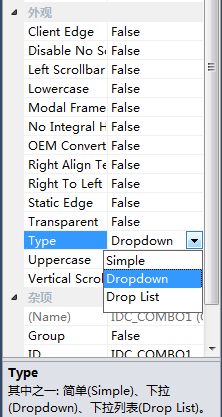 外观
Client Edge False
Disable No Sc False
Left Scrollbar False
Lowercase False
Modal Frame False
No Integral H False
OEM Convert False
Right Align Te False
Right To Left False
Static Edge False
Transparent False
Type Dropdown
Uppercase Simple
Dropdown
Vertical Scrol Drop List
杂项
(Name) IDC_COMBO1 (
Group False
ID IDC_COMBO1
Type
其中之一: 简单(Simple)、下拉
(Dropdown)、下拉列表(Drop List)。